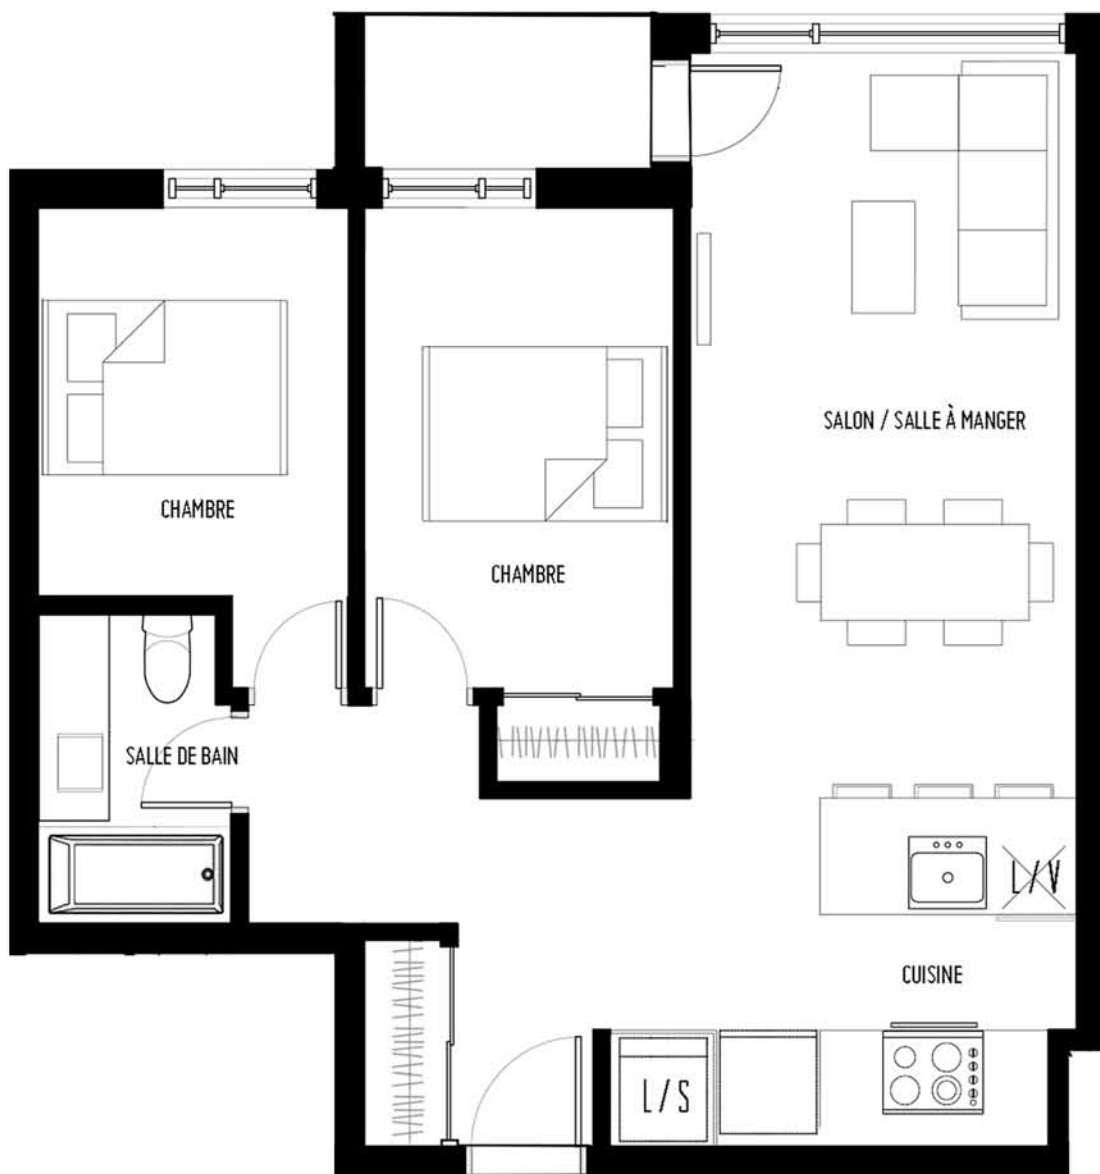 SALON / SALLE À MANGER
CHAMBRE
CHAMBRE
SALLE DE BAIN
L/V
CUISINE
L/S